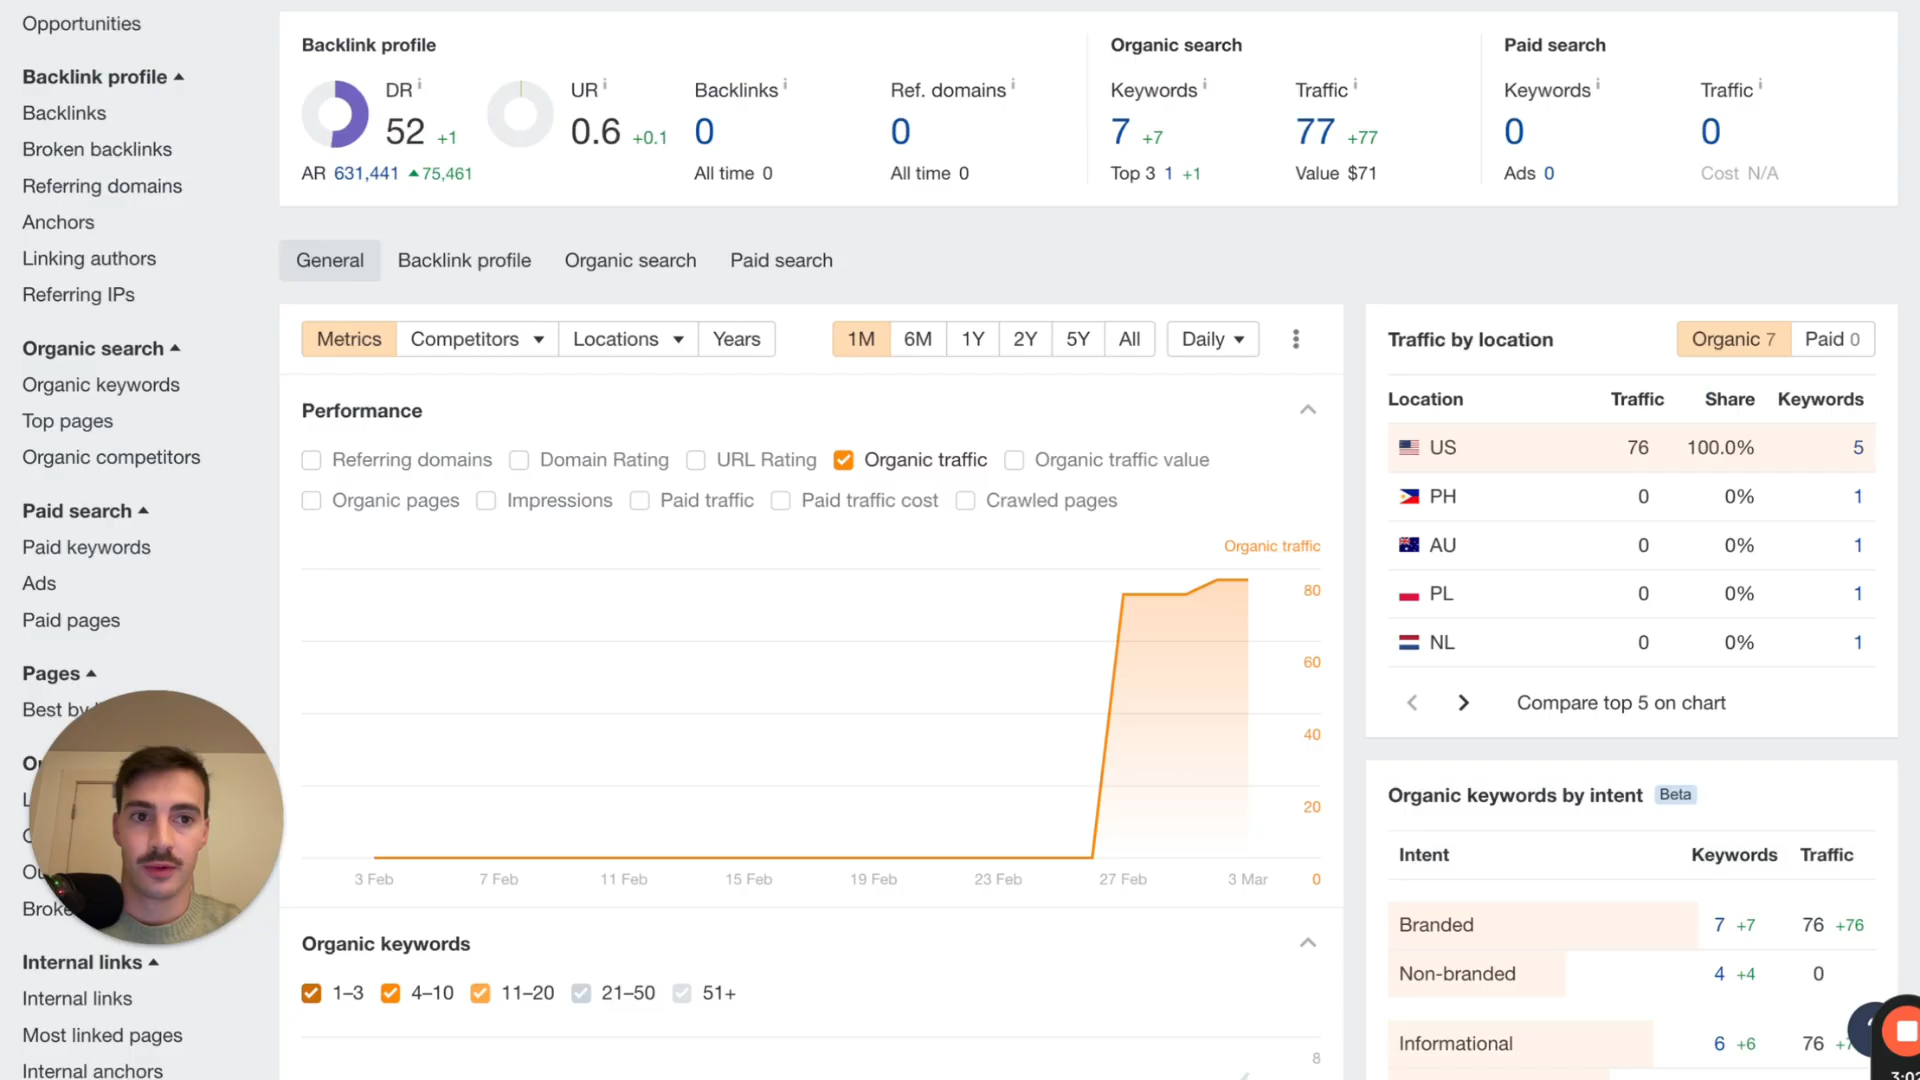 Opportunities
Backlink profile
Backlinks
Broken backlinks
Referring domains
Anchors
Linking authors
Referring IPs
Organic search
Organic keywords
Top pages
Organic competitors
Paid search
Paid keywords
Ads
Paid pages
Pages
Best by
Internal links
Internal links
Most linked pages
Internal anchors
Backlink profile
DR i
52 +1
AR 631,441 75,461
UR i
0.6 +0.1
Backlinks i
0
All time 0
Ref. domains i
0
All time 0
Organic search
Keywords i
7 +7
Top 3 1 +1
Traffic i
77 +77
Value $71
Paid search
Keywords i
0
Ads 0
Traffic i
0
Cost N/A
General Backlink profile Organic search Paid search
Metrics Competitors Locations Years
1M 6M 1Y 2Y 5Y All Daily
Performance
Referring domains Domain Rating URL Rating Organic traffic Organic traffic value
Organic pages Impressions Paid traffic Paid traffic cost Crawled pages
Organic traffic
80
60
40
20
0
3 Feb 7 Feb 11 Feb 15 Feb 19 Feb 23 Feb 27 Feb 3 Mar
Organic keywords
1–3 4–10 11–20 21–50 51+
8
Traffic by location
Organic 7 Paid 0
Location Traffic Share Keywords
US 76 100.0% 5
PH 0 0% 1
AU 0 0% 1
PL 0 0% 1
NL 0 0% 1
Compare top 5 on chart
Organic keywords by intent Beta
Intent Keywords Traffic
Branded 7 +7 76 +76
Non-branded 4 +4 0
Informational 6 +6 76